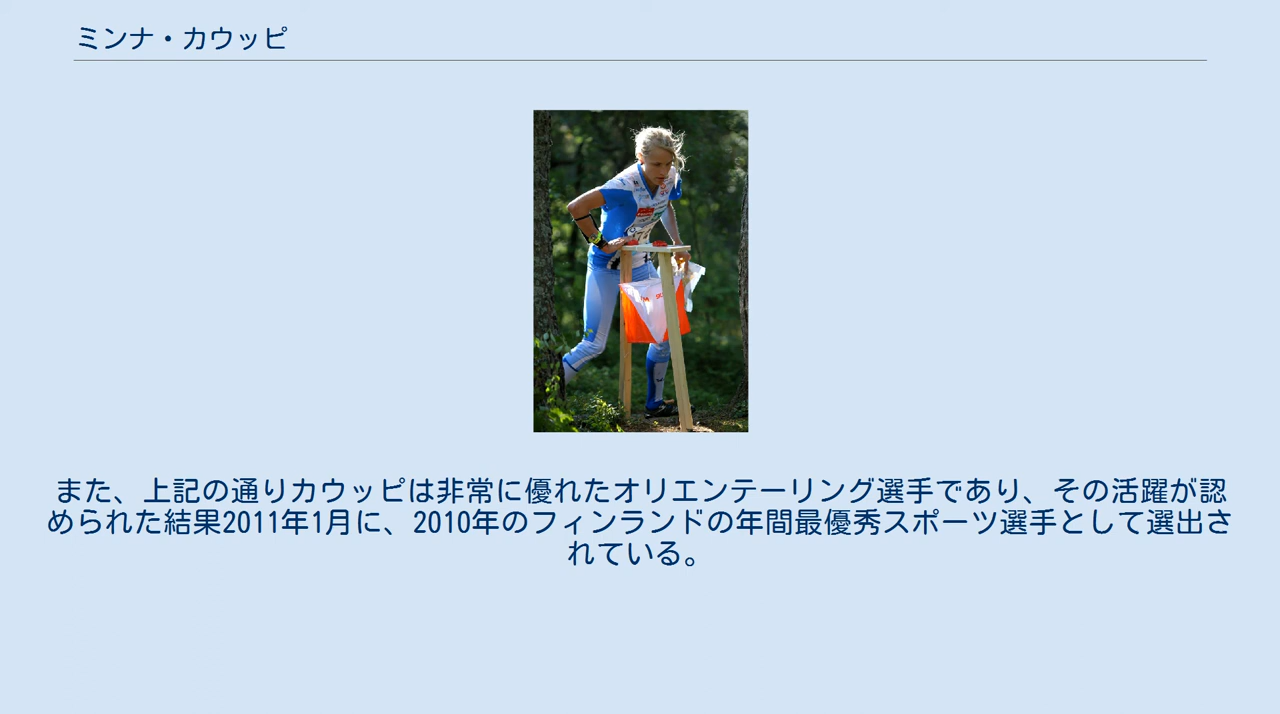 ミンナ・カウッピ
また、上記の通りカウッピは非常に優れたオリエンテーリング選手であり、その活躍が認
められた結果2011年1月に、2010年のフィンランドの年間最優秀スポーツ選手として選出さ
れている。